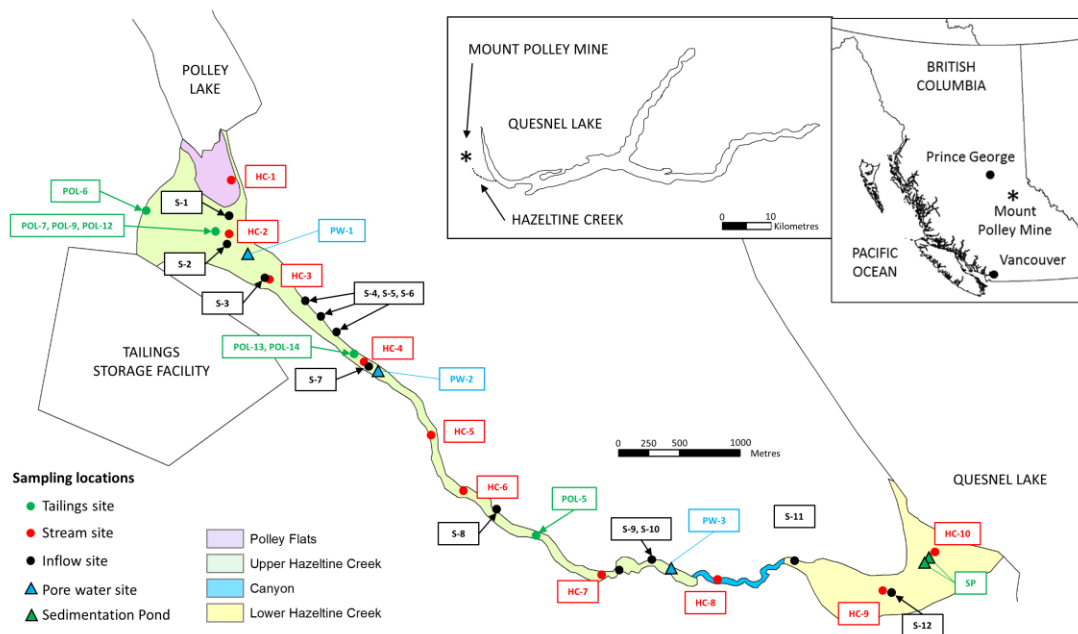 POLLEY
LAKE
HC-1
POL-6
S-1
POL-7, POL-9, POL-12
HC-2
PW-1
S-2
HC-3
S-3
S-4, S-5, S-6
POL-13, POL-14
HC-4
S-7
PW-2
TAILINGS
STORAGE FACILITY
HC-5
HC-6
S-8
POL-5
S-9, S-10
PW-3
S-11
HC-7
HC-8
HC-9
HC-10
SP
S-12
QUESNEL LAKE
0 250 500 1000
Metres
MOUNT POLLEY MINE
*
QUESNEL LAKE
HAZELTINE CREEK
0 10
Kilometres
BRITISH
COLUMBIA
Prince George
*
Mount
Polley Mine
PACIFIC
OCEAN
Vancouver
Sampling locations
Tailings site
Stream site
Inflow site
Pore water site
Sedimentation Pond
Polley Flats
Upper Hazeltine Creek
Canyon
Lower Hazeltine Creek